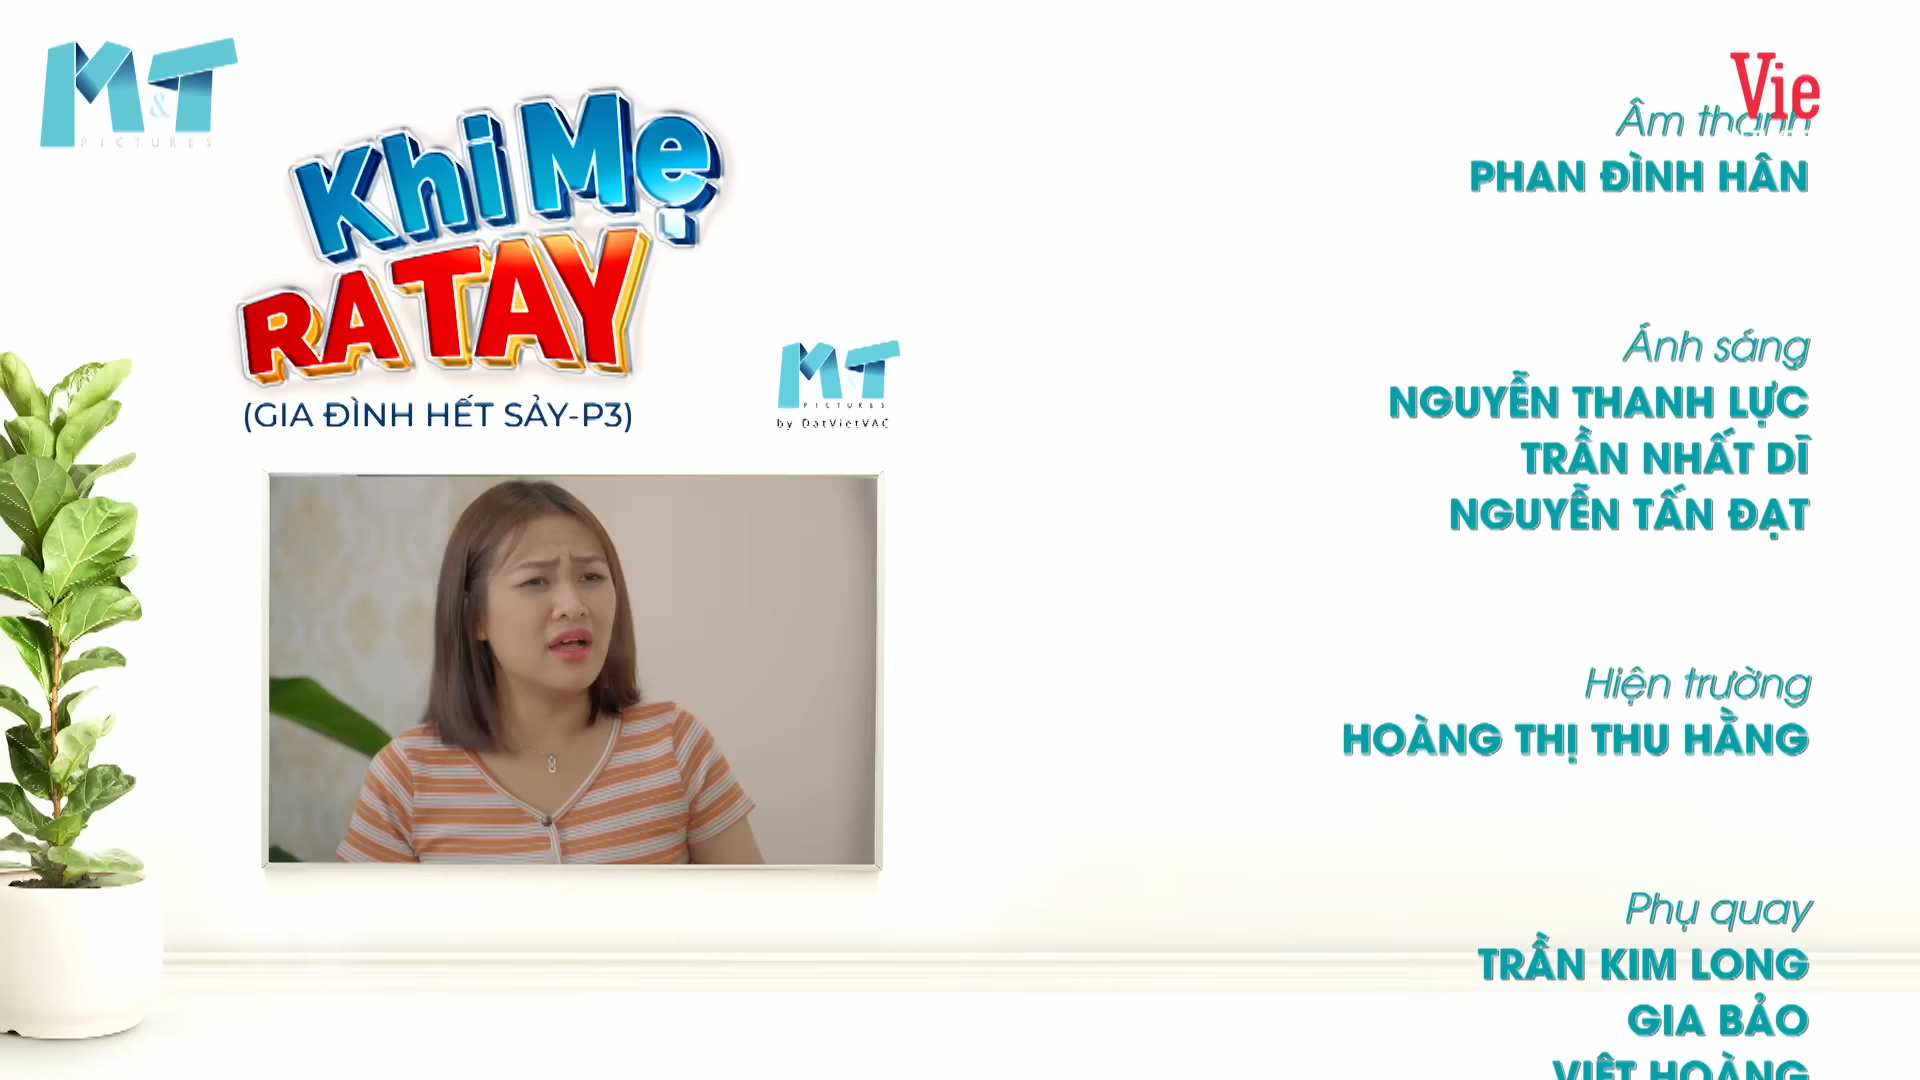 M&T
PICTURES
Khi Mẹ
RA TAY
(GIA ĐÌNH HẾT SẢY-P3)
M&T
PICTURES
by DatVietVAC
Vie
Âm thanh
PHAN ĐÌNH HÂN
Ánh sáng
NGUYỄN THANH LỰC
TRẦN NHẤT DĨ
NGUYỄN TẤN ĐẠT
Hiện trường
HOÀNG THỊ THU HẰNG
Phụ quay
TRẦN KIM LONG
GIA BẢO
VIỆT HOÀNG